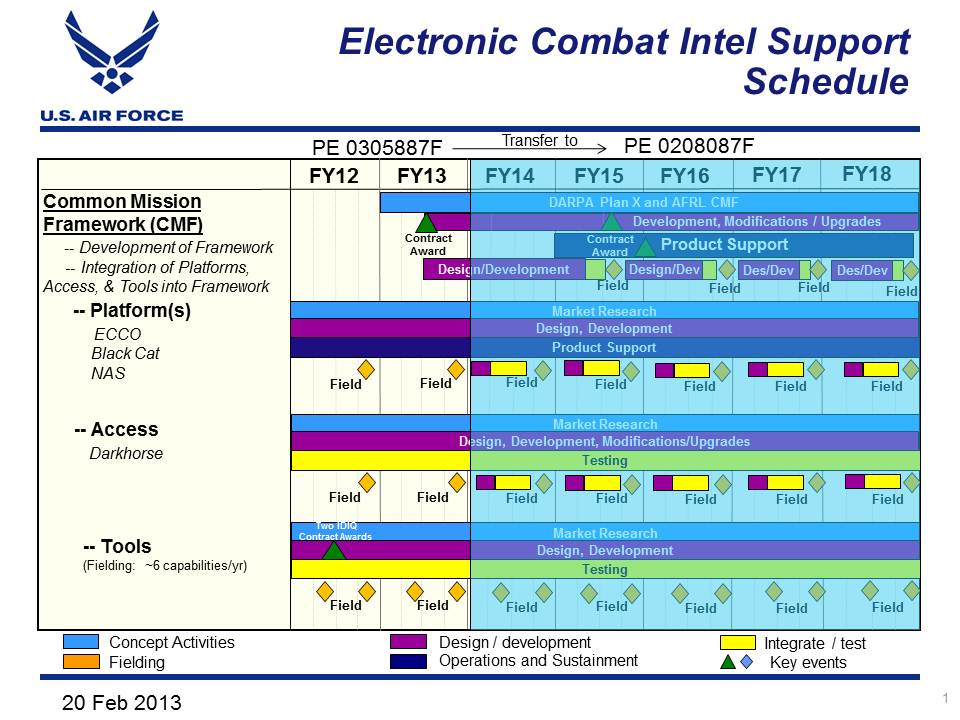 Electronic Combat Intel Support
Schedule
U.S. AIR FORCE
PE 0305887F Transfer to PE 0208087F
FY12 FY13 FY14 FY15 FY16 FY17 FY18
Common Mission
Framework (CMF)
-- Development of Framework
-- Integration of Platforms,
Access, & Tools into Framework
DARPA Plan X and AFRL CMF
Development, Modifications / Upgrades
Contract
Award
Contract
Award
Product Support
Design/Development Design/Dev Des/Dev Des/Dev
Field Field Field Field
-- Platform(s)
ECCO
Black Cat
NAS
Market Research
Design, Development
Product Support
Field Field Field Field Field Field Field
-- Access
Darkhorse
Market Research
Design, Development, Modifications/Upgrades
Testing
Field Field Field Field Field Field Field
-- Tools
(Fielding: ~6 capabilities/yr)
Two IDIQ
Contract Awards
Market Research
Design, Development
Testing
Field Field Field Field Field Field Field
Concept Activities Design / development Integrate / test
Fielding Operations and Sustainment Key events
20 Feb 2013
1